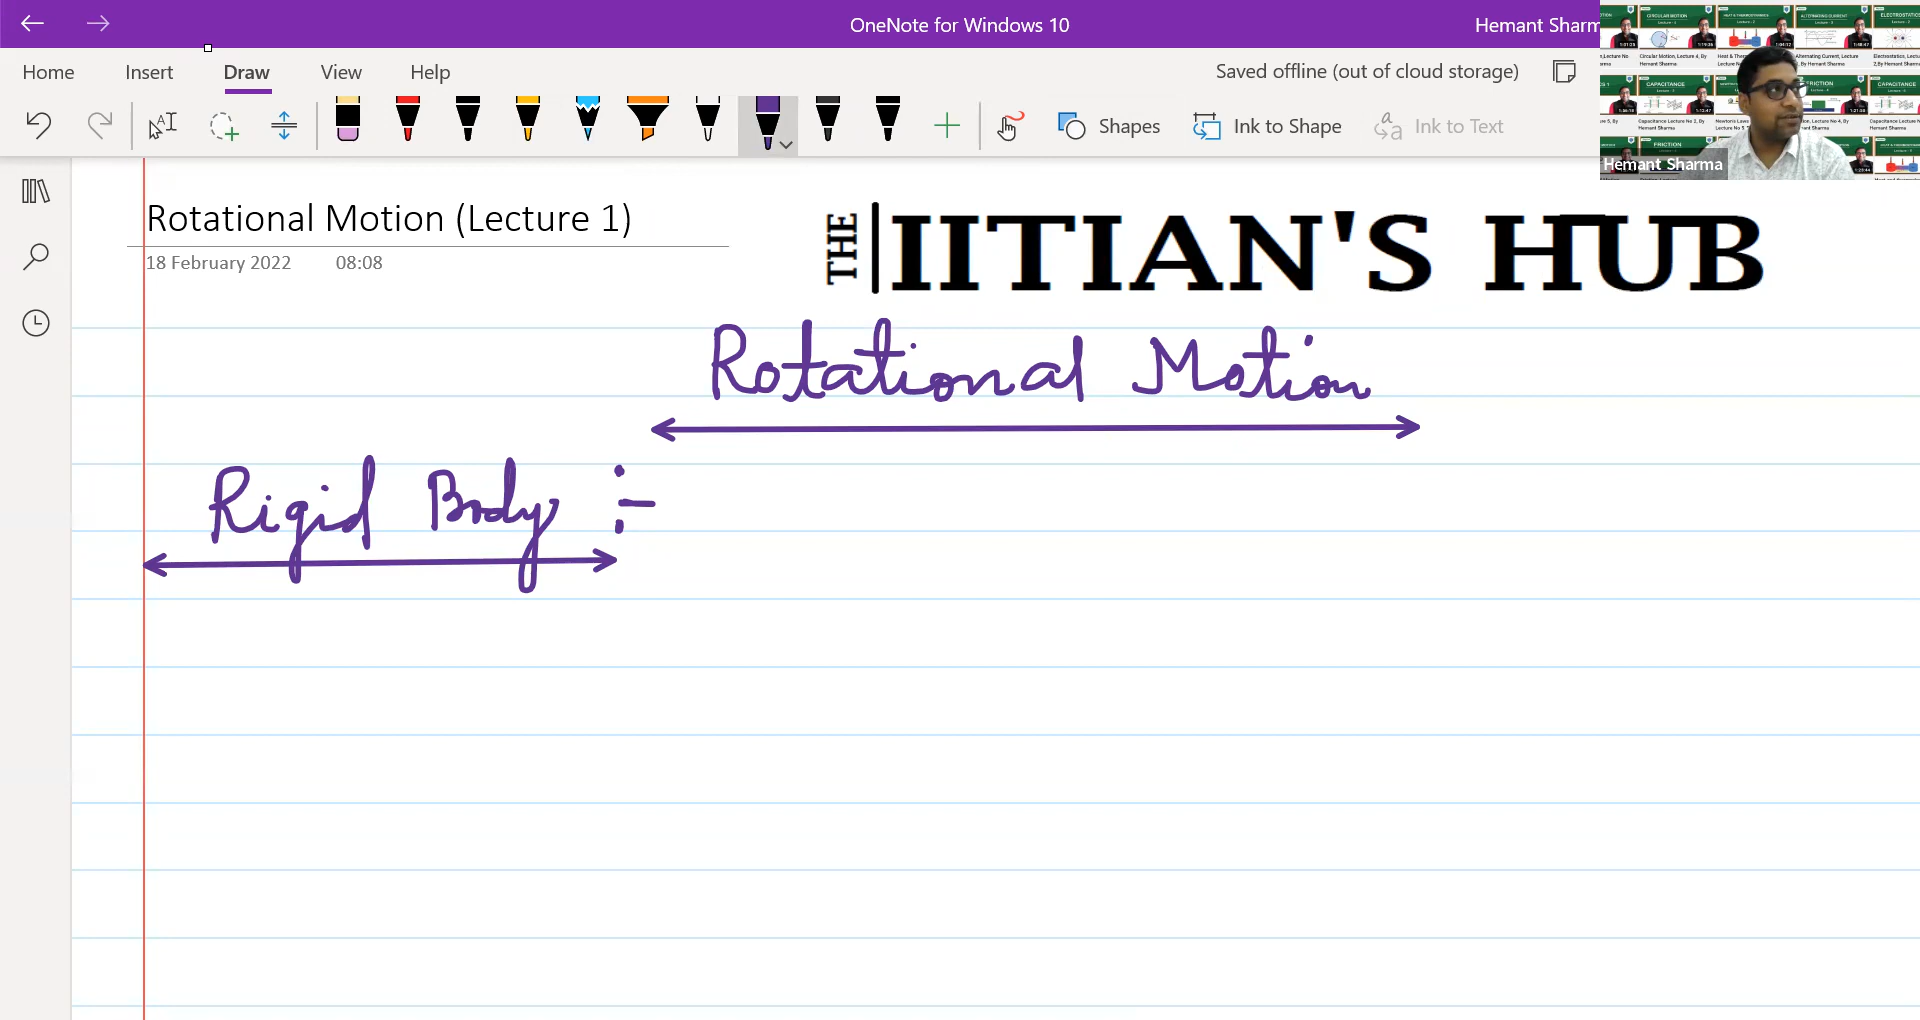 OneNote for Windows 10
Hemant Sharm
Home Insert Draw View Help
Saved offline (out of cloud storage)
Shapes Ink to Shape Ink to Text
Hemant Sharma
Rotational Motion (Lecture 1)
18 February 2022 08:08
THE IITIAN'S HUB
Rotational Motion
Rigid Body :-